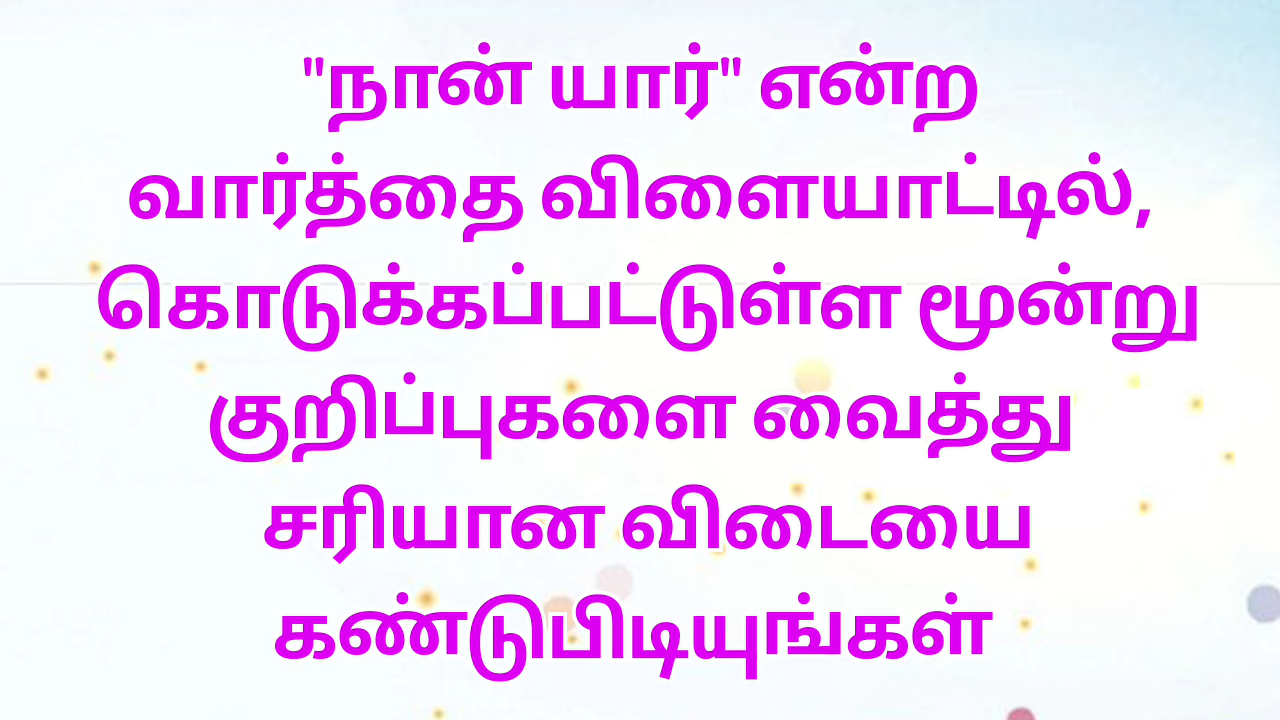 "நான் யார்" என்ற
வார்த்தை விளையாட்டில்,
கொடுக்கப்பட்டுள்ள மூன்று
குறிப்புகளை வைத்து
சரியான விடையை
கண்டுபிடியுங்கள்